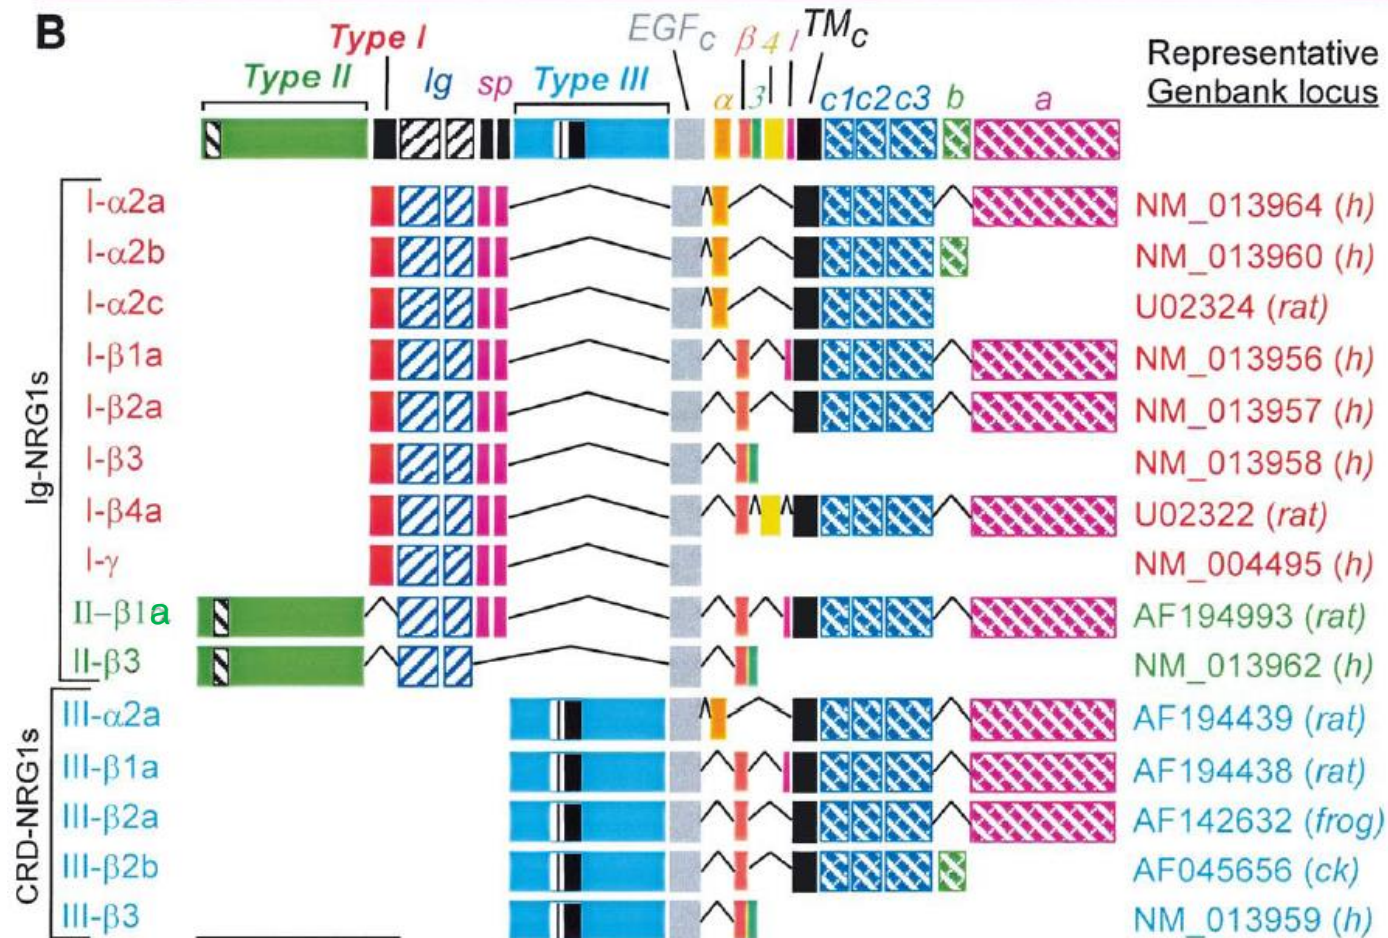 B
Type I
EGFC
β 4 1 TMC
Representative
Genbank locus
Type II
Ig
sp
Type III
α 3
c1c2c3 b a
Ig-NRG1s
I-α2a NM_013964 (h)
I-α2b NM_013960 (h)
I-α2c U02324 (rat)
I-β1a NM_013956 (h)
I-β2a NM_013957 (h)
I-β3 NM_013958 (h)
I-β4a U02322 (rat)
I-γ NM_004495 (h)
II-β1a AF194993 (rat)
II-β3 NM_013962 (h)
CRD-NRG1s
III-α2a AF194439 (rat)
III-β1a AF194438 (rat)
III-β2a AF142632 (frog)
III-β2b AF045656 (ck)
III-β3 NM_013959 (h)